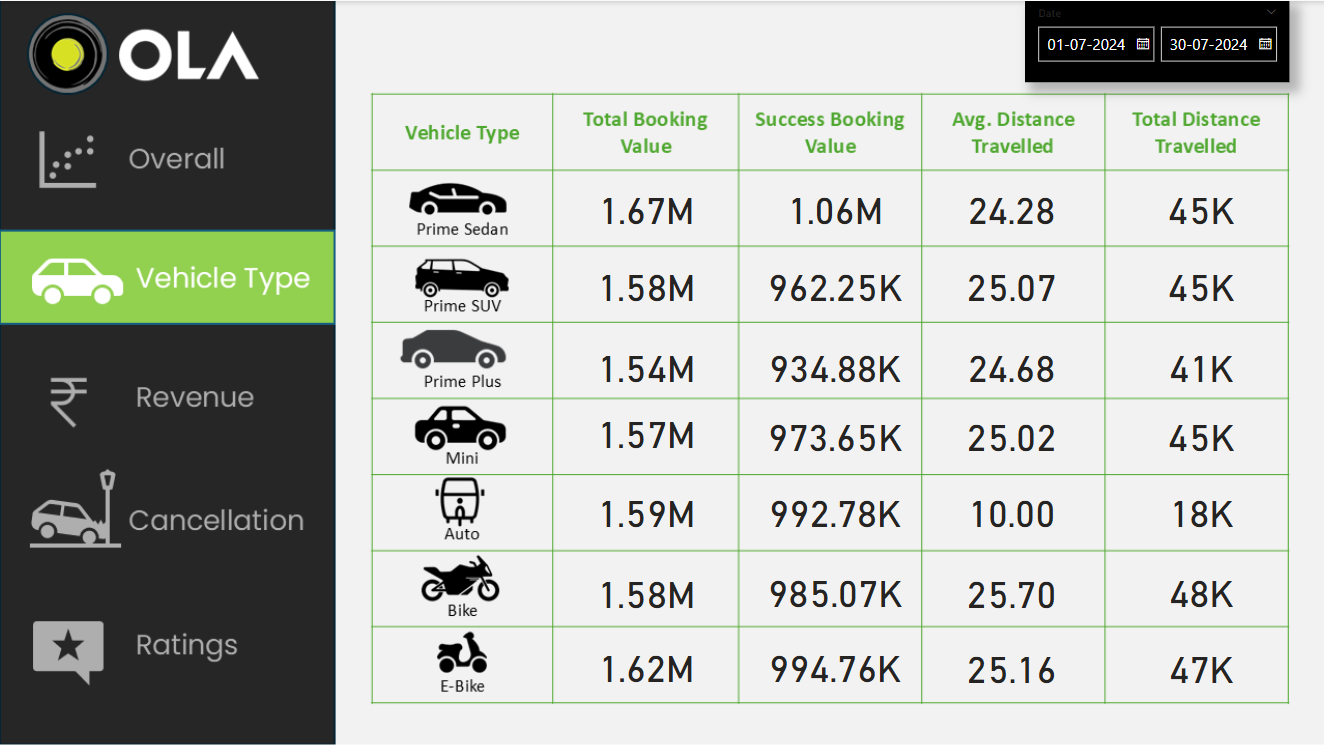 OLA
Date
01-07-2024 30-07-2024
Overall
Vehicle Type
Revenue
Cancellation
Ratings
Vehicle Type Total Booking Value Success Booking Value Avg. Distance Travelled Total Distance Travelled
Prime Sedan 1.67M 1.06M 24.28 45K
Prime SUV 1.58M 962.25K 25.07 45K
Prime Plus 1.54M 934.88K 24.68 41K
Mini 1.57M 973.65K 25.02 45K
Auto 1.59M 992.78K 10.00 18K
Bike 1.58M 985.07K 25.70 48K
E-Bike 1.62M 994.76K 25.16 47K